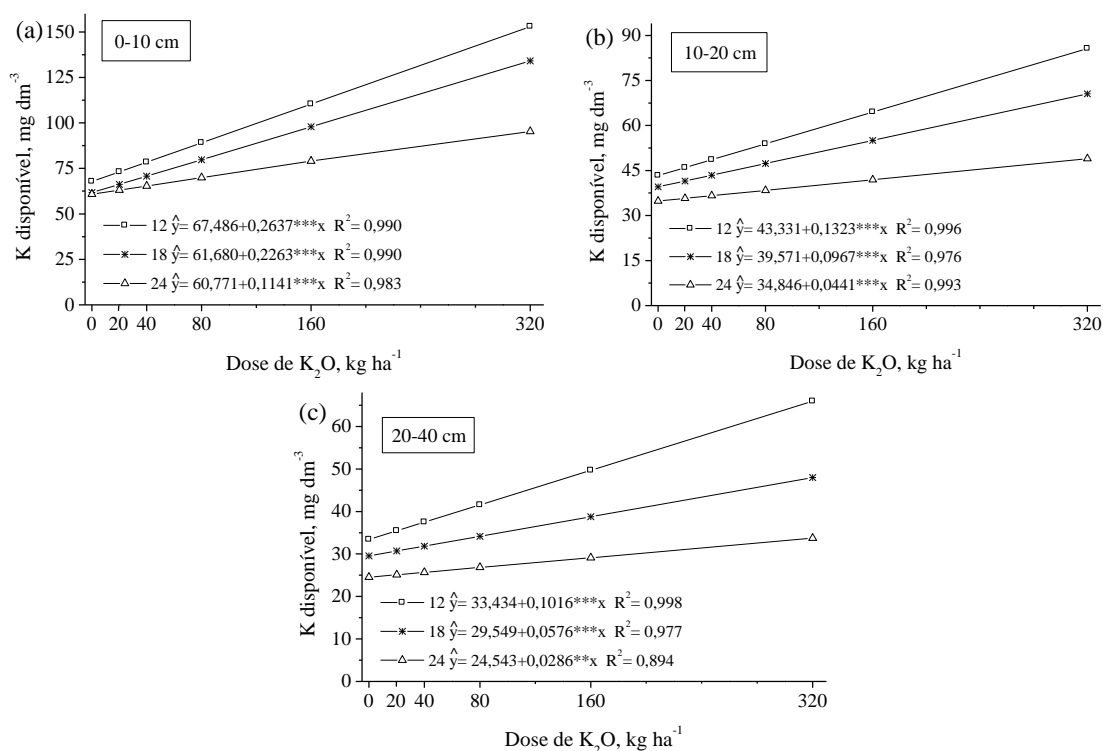 (a)
0-10 cm
K disponível, mg dm-3
150
125
100
75
50
25
0
12 ŷ= 67,486+0,2637***x R2= 0,990
18 ŷ= 61,680+0,2263***x R2= 0,990
24 ŷ= 60,771+0,1141***x R2= 0,983
0 20 40 80 160 320
Dose de K2O, kg ha-1
(b)
10-20 cm
K disponível, mg dm-3
90
75
60
45
30
15
0
12 ŷ= 43,331+0,1323***x R2= 0,996
18 ŷ= 39,571+0,0967***x R2= 0,976
24 ŷ= 34,846+0,0441***x R2= 0,993
0 20 40 80 160 320
Dose de K2O, kg ha-1
(c)
20-40 cm
K disponível, mg dm-3
60
50
40
30
20
10
0
12 ŷ= 33,434+0,1016***x R2= 0,998
18 ŷ= 29,549+0,0576***x R2= 0,977
24 ŷ= 24,543+0,0286**x R2= 0,894
0 20 40 80 160 320
Dose de K2O, kg ha-1